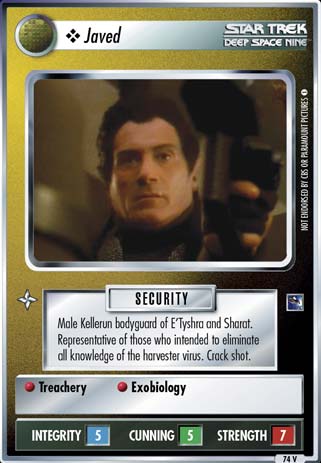 ❖ Javed
STAR TREK
DEEP SPACE NINE
NOT ENDORSED BY CBS OR PARAMOUNT PICTURES
SECURITY
Male Kellerun bodyguard of E'Tyshra and Sharat.
Representative of those who intended to eliminate
all knowledge of the harvester virus. Crack shot.
Treachery Exobiology
INTEGRITY 5 CUNNING 5 STRENGTH 7
74 V